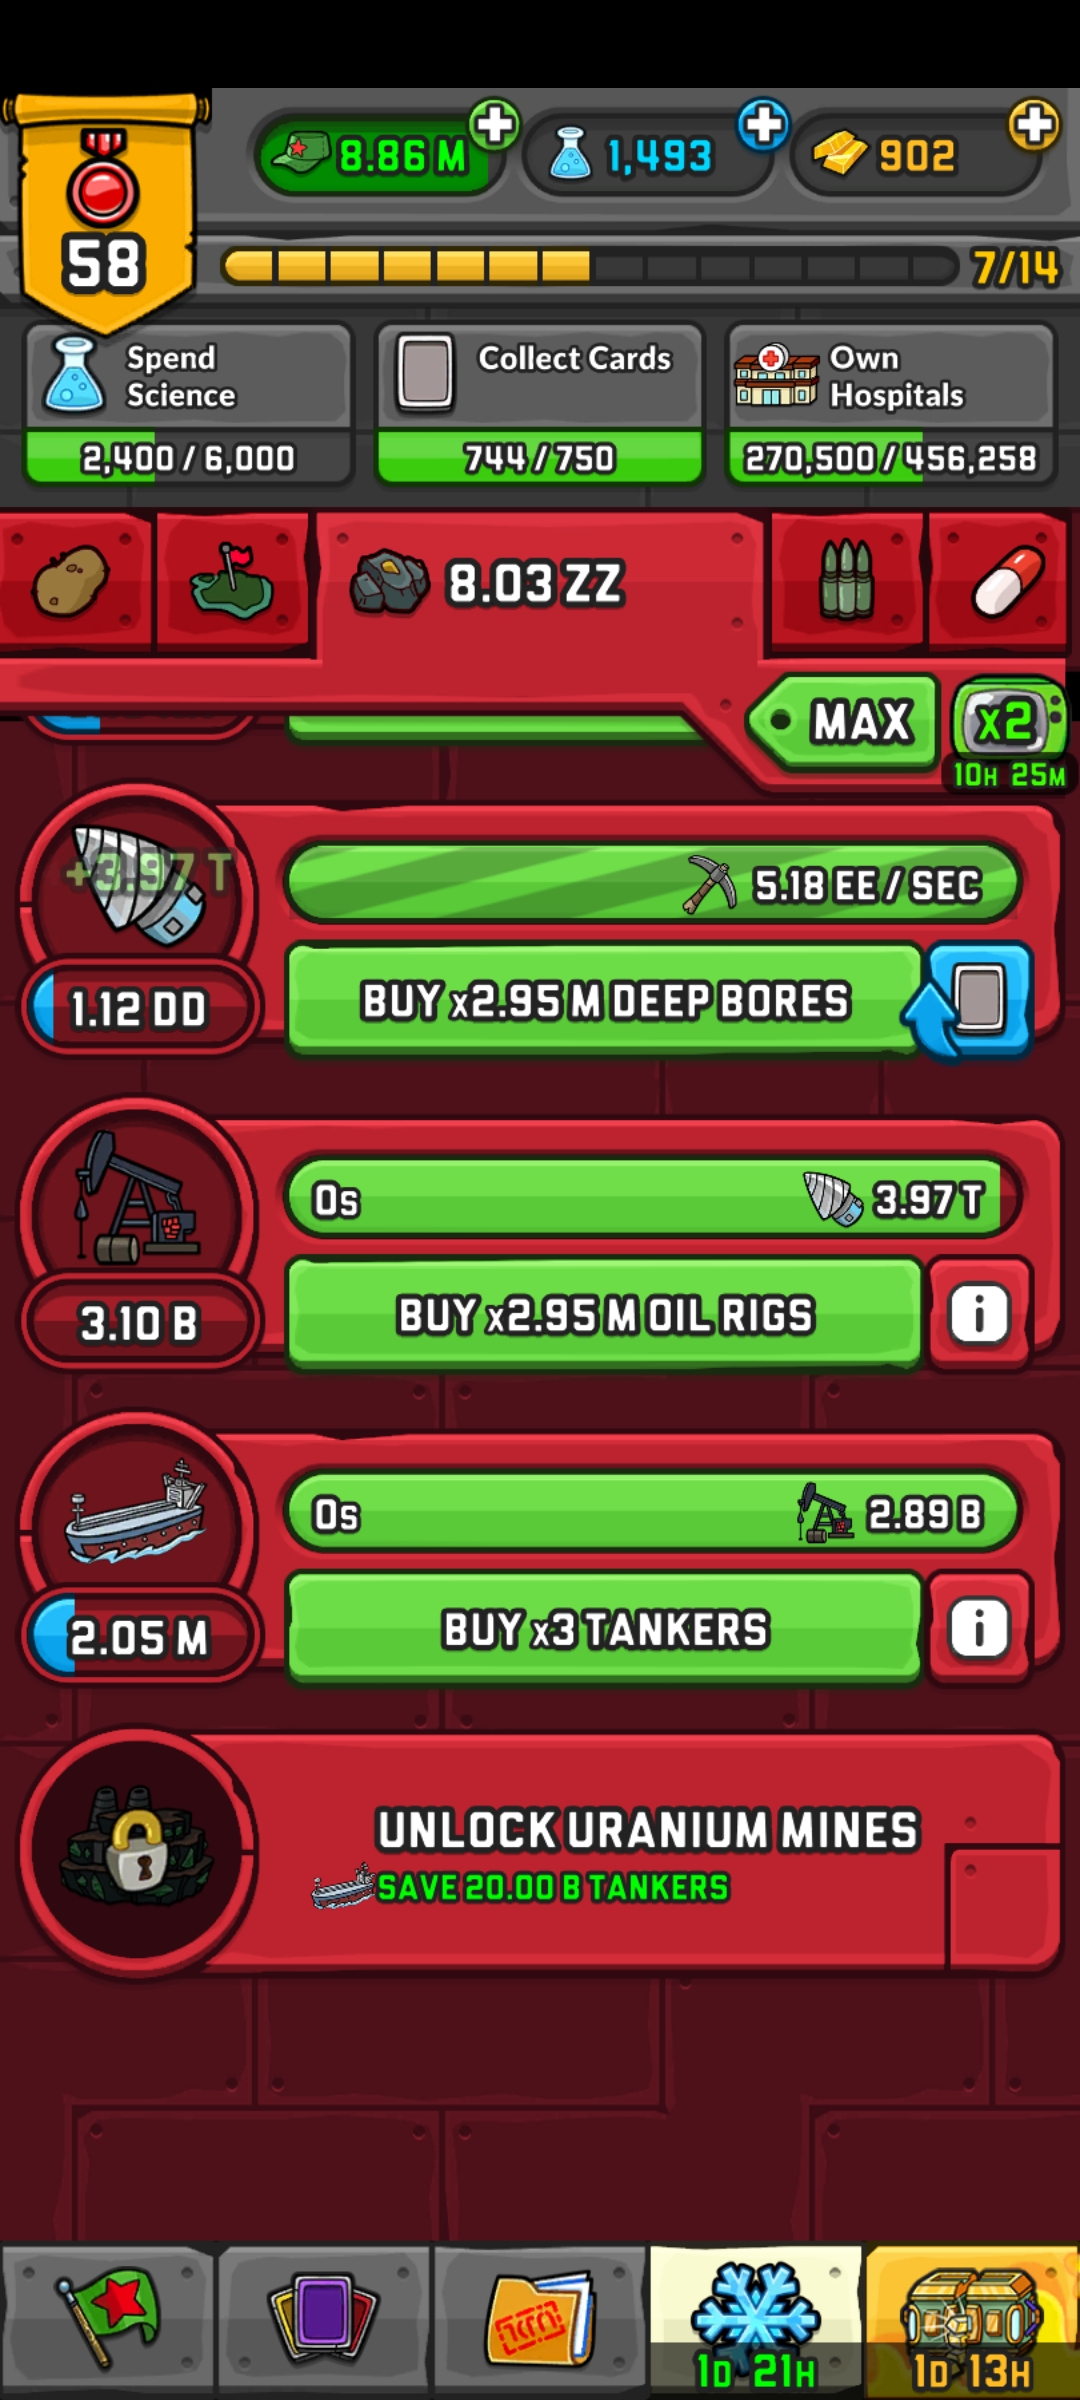 8.86 M
1,493
902
58
7/14
Spend
Science
2,400 / 6,000
Collect Cards
744 / 750
Own
Hospitals
270,500 / 456,258
8.03 ZZ
MAX
x2
10H 25M
+3.97 T
5.18 EE / SEC
1.12 DD
BUY x2.95 M DEEP BORES
0s
3.97 T
3.10 B
BUY x2.95 M OIL RIGS
i
0s
2.89 B
2.05 M
BUY x3 TANKERS
i
UNLOCK URANIUM MINES
SAVE 20.00 B TANKERS
1D 21H
1D 13H